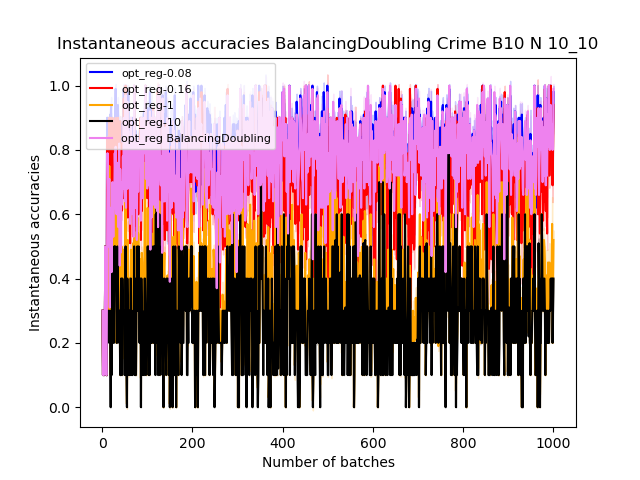 Instantaneous accuracies BalancingDoubling Crime B10 N 10_10
opt_reg-0.08
opt_reg-0.16
opt_reg-1
opt_reg-10
opt_reg BalancingDoubling
Instantaneous accuracies
1.0
0.8
0.6
0.4
0.2
0.0
0
200
400
600
800
1000
Number of batches